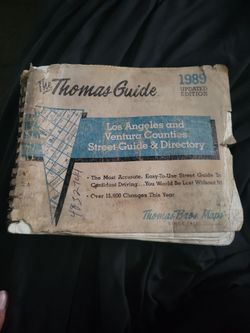 The Thomas Guide
1989
UPDATED
EDITION
Los Angeles and
Ventura Counties
Street Guide & Directory
• The Most Accurate, Easy-To-Use Street Guide To
Confident Driving... You Would Be Lost Without It!
• Over 15,000 Changes This Year
Thomas Bros. Maps